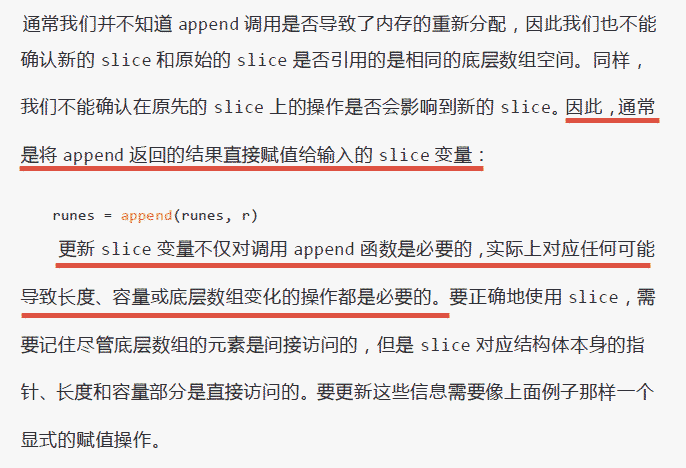 通常我们并不知道 append 调用是否导致了内存的重新分配，因此我们也不能
确认新的 slice 和原始的 slice 是否引用的是相同的底层数组空间。同样，
我们不能确认在原先的 slice 上的操作是否会影响到新的 slice。因此，通常
是将 append 返回的结果直接赋值给输入的 slice 变量：
runes = append(runes, r)
更新 slice 变量不仅对调用 append 函数是必要的，实际上对应任何可能
导致长度、容量或底层数组变化的操作都是必要的。要正确地使用 slice，需
要记住尽管底层数组的元素是间接访问的，但是 slice 对应结构体本身的指
针、长度和容量部分是直接访问的。要更新这些信息需要像上面例子那样一个
显式的赋值操作。